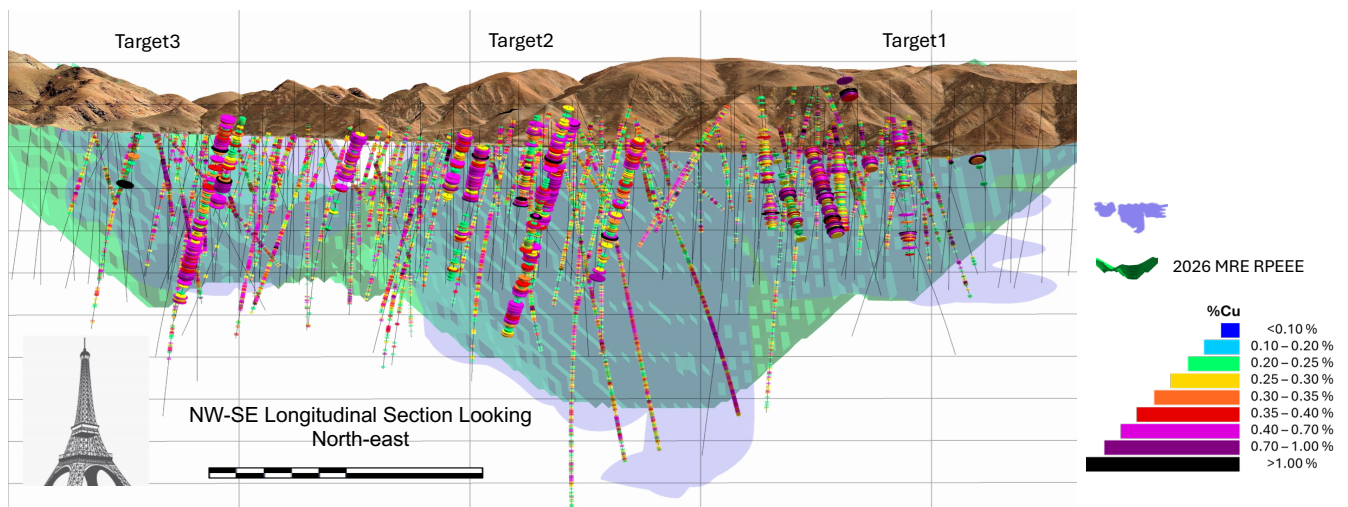 Target3
Target2
Target1
NW-SE Longitudinal Section Looking
North-east
2026 MRE RPEEE
%Cu
<0.10 %
0.10 – 0.20 %
0.20 – 0.25 %
0.25 – 0.30 %
0.30 – 0.35 %
0.35 – 0.40 %
0.40 – 0.70 %
0.70 – 1.00 %
>1.00 %